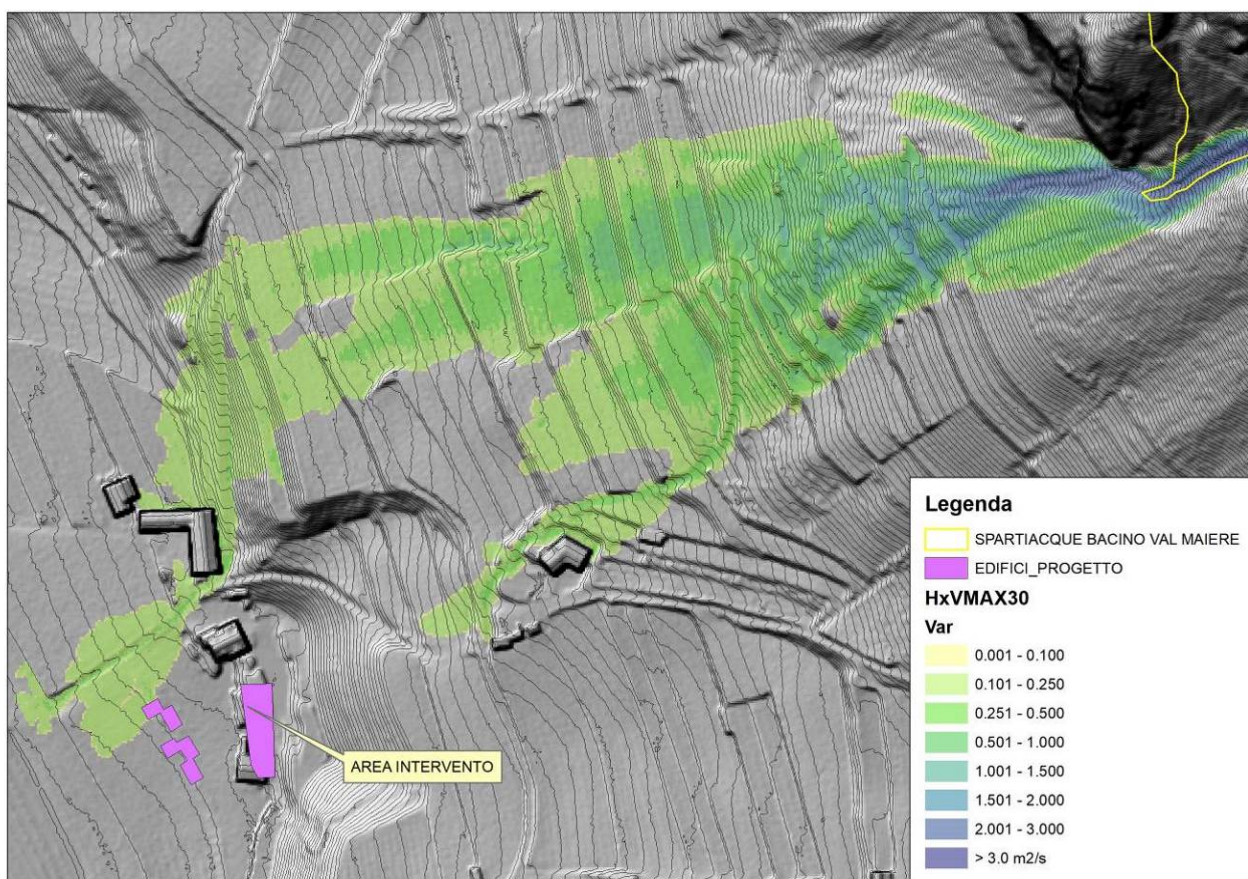 AREA INTERVENTO
Legenda
SPARTIACQUE BACINO VAL MAIERE
EDIFICI_PROGETTO
HxVMAX30
Var
0.001 - 0.100
0.101 - 0.250
0.251 - 0.500
0.501 - 1.000
1.001 - 1.500
1.501 - 2.000
2.001 - 3.000
> 3.0 m2/s